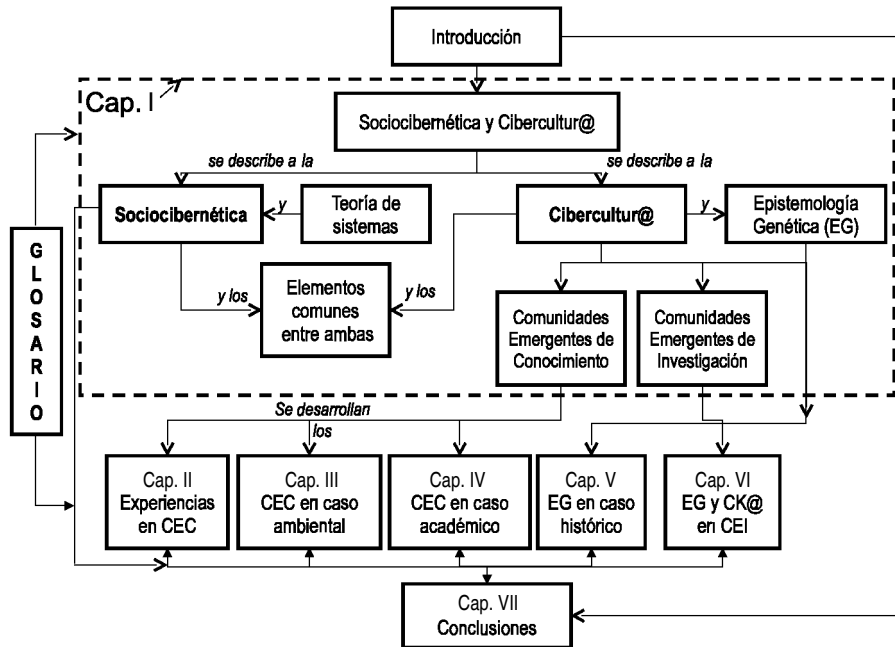 Introducción
Cap. I
Sociocibernética y Cibercultur@
se describe a la
se describe a la
Sociocibernética
y
Teoría de
sistemas
Cibercultur@
y
Epistemología
Genética (EG)
GLOSARIO
y los
Elementos
comunes
entre ambas
y los
Comunidades
Emergentes de
Conocimiento
Comunidades
Emergentes de
Investigación
Se desarrollan
los
Cap. II
Experiencias
en CEC
Cap. III
CEC en caso
ambiental
Cap. IV
CEC en caso
académico
Cap. V
EG en caso
histórico
Cap. VI
EG y CK@
en CEI
Cap. VII
Conclusiones